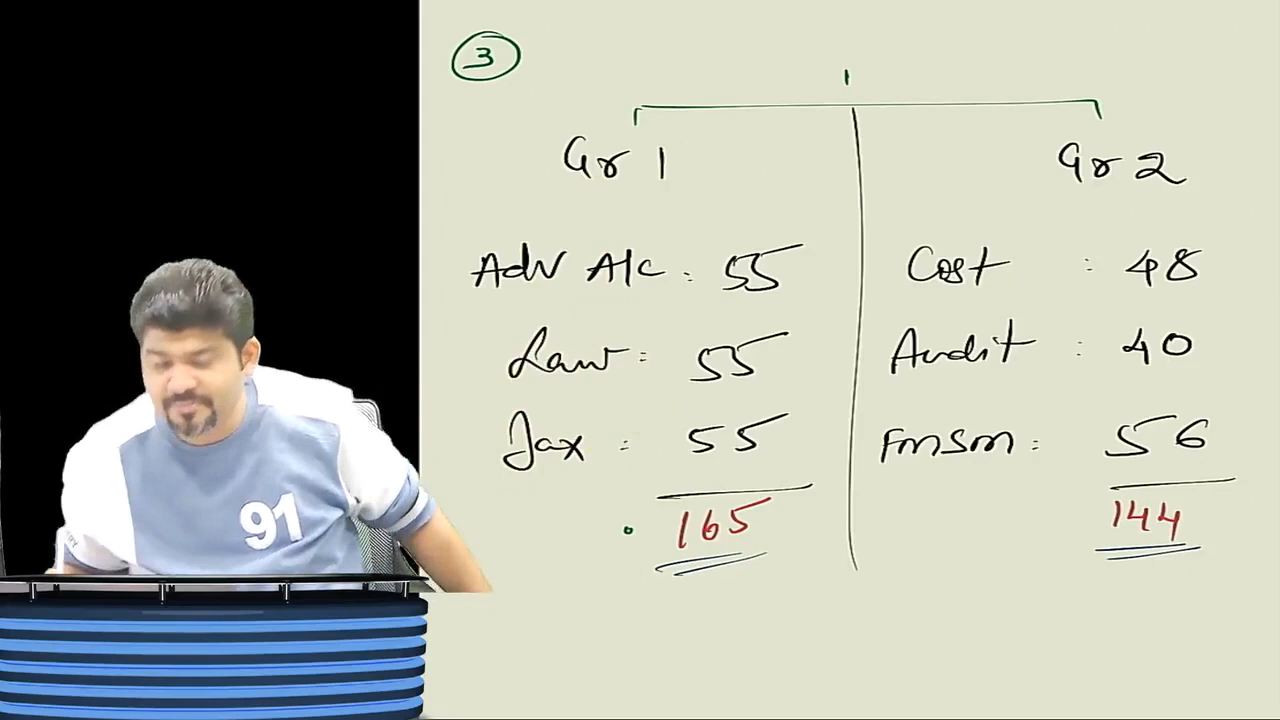 3
Gr 1
Adv A/c : 55
Law : 55
Tax : 55
165
Gr 2
Cost : 48
Audit : 40
FMSM : 56
144
91